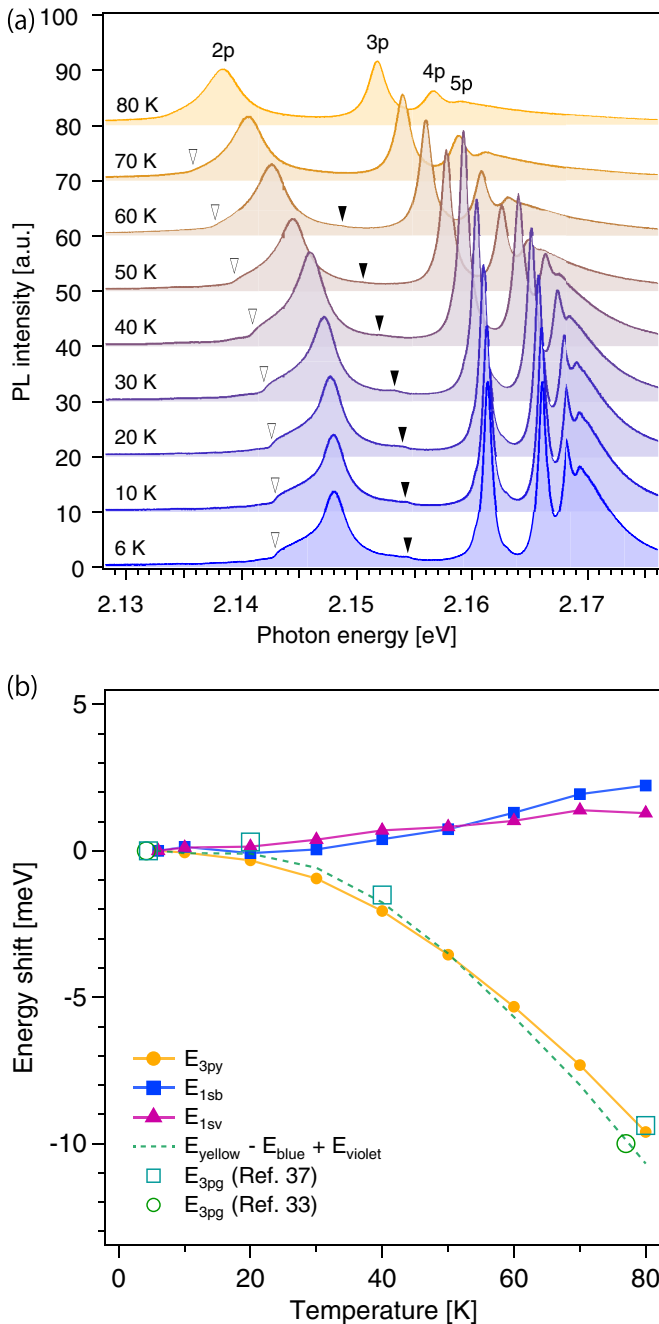 (a)
100
90
80
70
60
50
40
30
20
10
0
PL intensity [a.u.]
2p
3p
4p
5p
80 K
70 K
60 K
50 K
40 K
30 K
20 K
10 K
6 K
2.13
2.14
2.15
2.16
2.17
Photon energy [eV]
(b)
5
0
-5
-10
Energy shift [meV]
E3py
E1sb
E1sv
Eyellow - Eblue + Eviolet
E3pg (Ref. 37)
E3pg (Ref. 33)
0
20
40
60
80
Temperature [K]